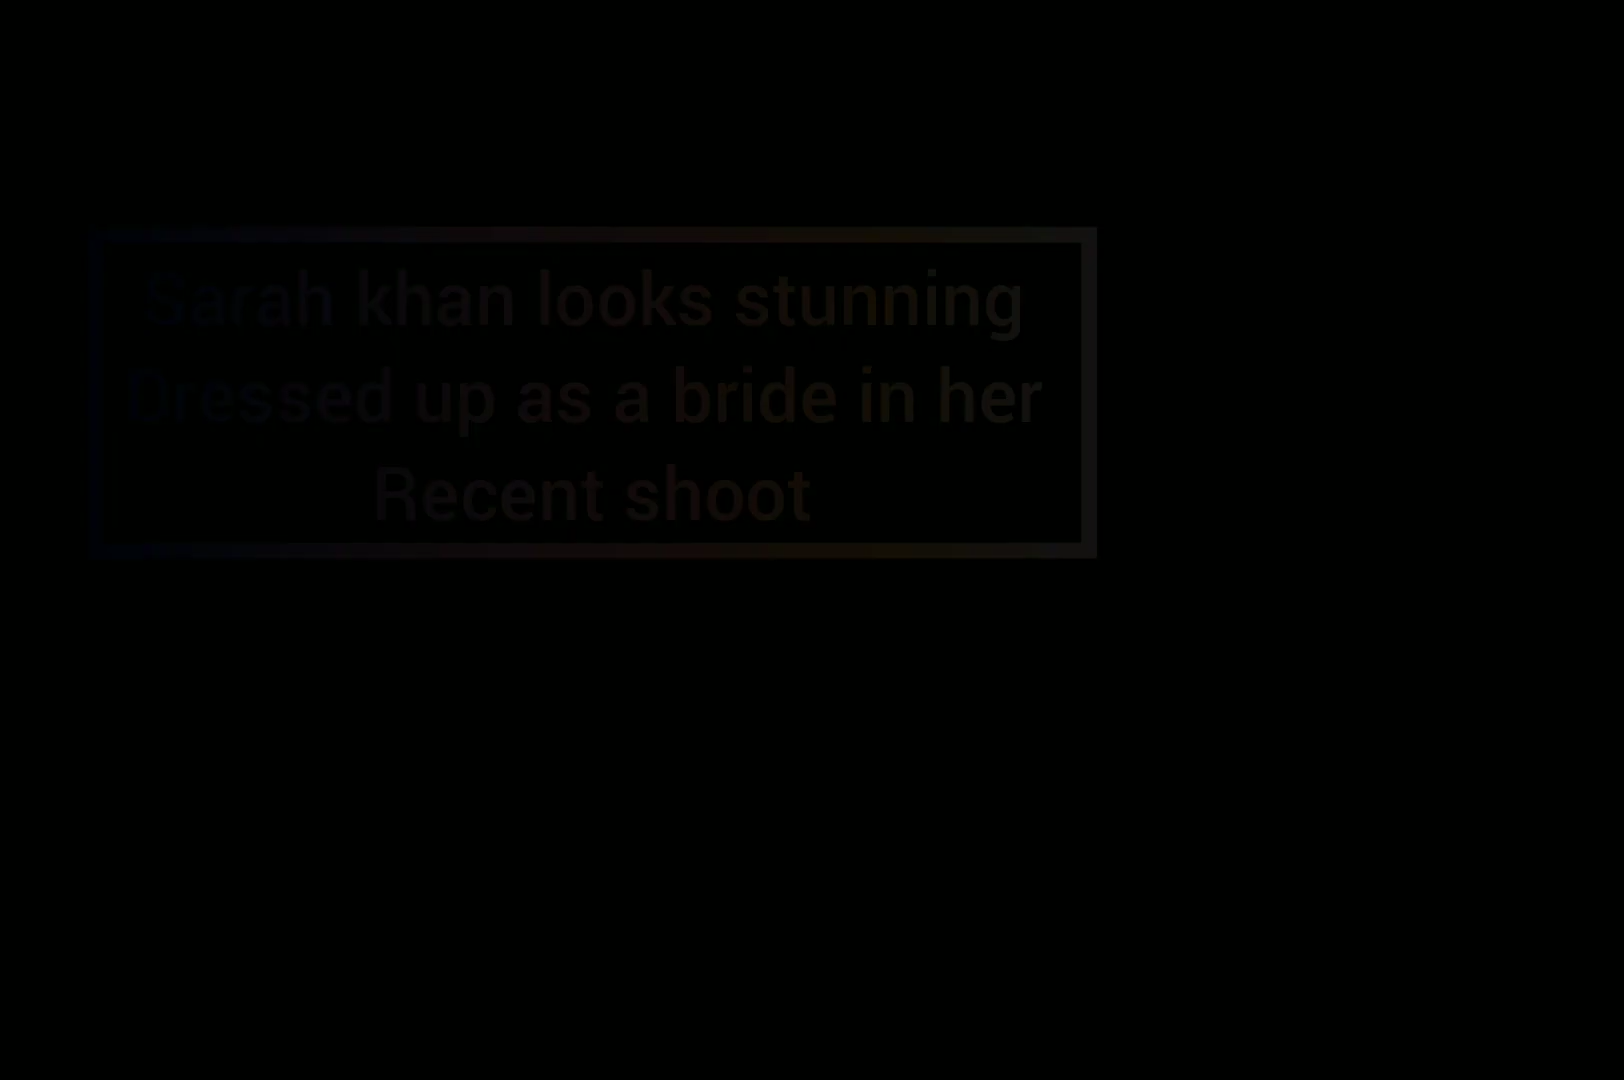 Sarah khan looks stunning
Dressed up as a bride in her
Recent shoot